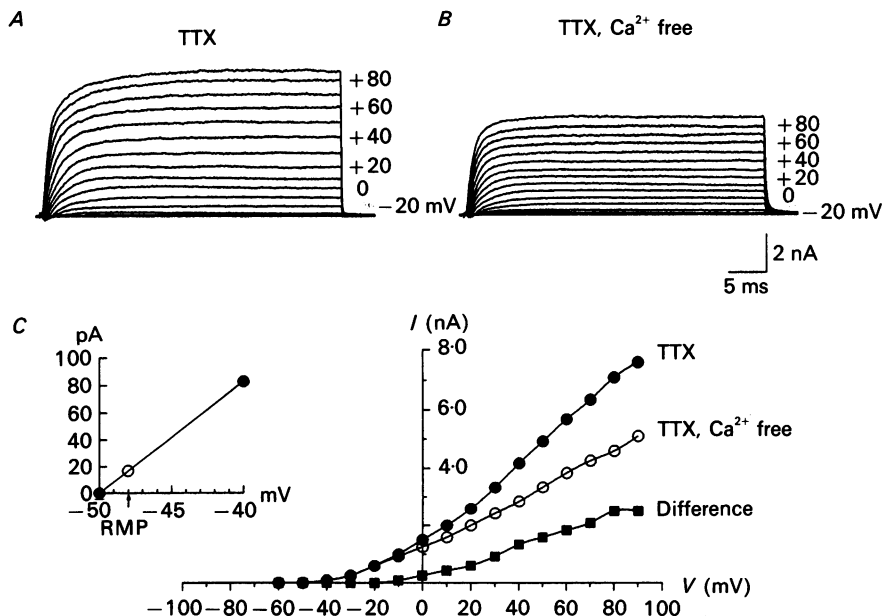 A
TTX
+80
+60
+40
+20
0
−20 mV
B
TTX, Ca²⁺ free
+80
+60
+40
+20
0
−20 mV
2 nA
5 ms
C
pA
100
80
60
40
20
0
−50 −45 −40 mV
RMP
I (nA)
8·0
6·0
4·0
TTX
TTX, Ca²⁺ free
Difference
−100 −80 −60 −40 −20 0 20 40 60 80 100
V (mV)